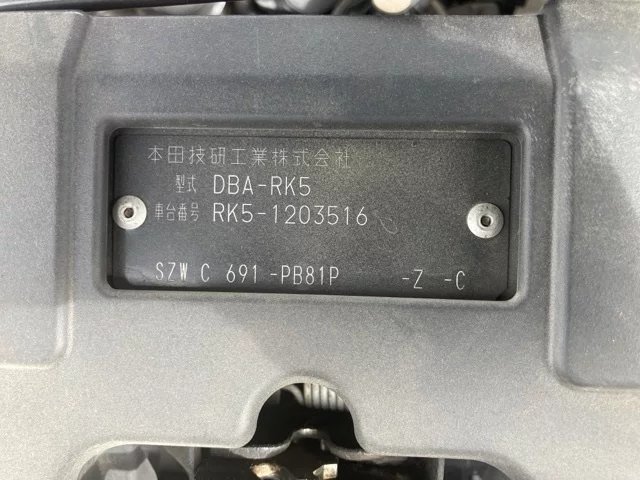 本田技研工業株式会社
型式 DBA-RK5
車台番号 RK5-1203516
SZW C 691 -PB81P -Z -C